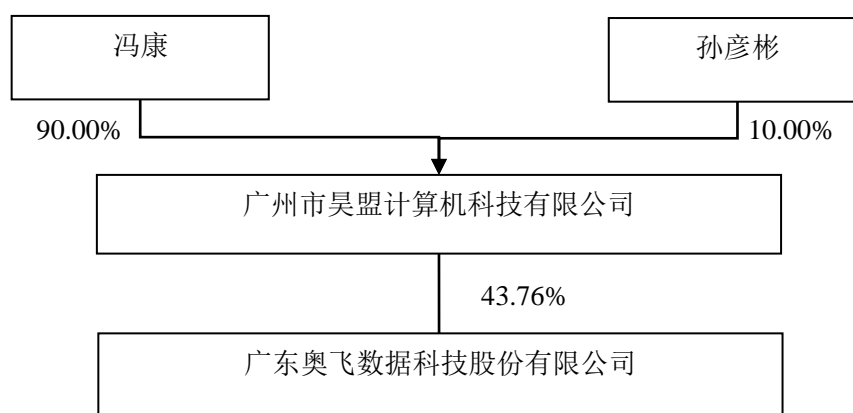 冯康
孙彦彬
90.00%
10.00%
广州市昊盟计算机科技有限公司
43.76%
广东奥飞数据科技股份有限公司